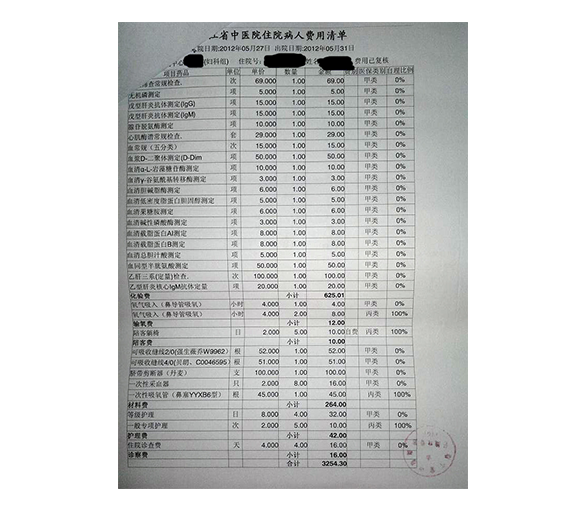 江省中医院住院病人费用清单
院日期:2012年05月27日 出院日期:2012年05月31日
(妇科组) 住院号: 姓名 费用已复核
项目药品 单位 单价 数量 金额 费别 医保类别 自理比例
检查常规检查. 次 69.000 1.00 69.00 甲类 0%
无机磷测定 项 5.000 1.00 5.00 甲类 0%
戊型肝炎抗体测定(IgG) 项 15.000 1.00 15.00 甲类 0%
戊型肝炎抗体测定(IgM) 项 15.000 1.00 15.00 甲类 0%
腺苷脱氨酶测定 项 10.000 1.00 10.00 甲类 0%
心肌酶谱常规检查. 套 29.000 1.00 29.00 甲类 0%
血常规（五分类） 次 15.000 1.00 15.00 甲类 0%
血浆D-二聚体测定(D-Dim 项 50.000 1.00 50.00 甲类 0%
血清α-L-岩藻糖苷酶测定 项 10.000 1.00 10.00 甲类 0%
血清γ-谷氨酰基转移酶测定 项 3.000 1.00 3.00 甲类 0%
血清胆碱脂酶测定 项 6.000 1.00 6.00 甲类 0%
血清低密度脂蛋白胆固醇测定 项 5.000 1.00 5.00 甲类 0%
血清果糖胺测定 项 6.000 1.00 6.00 甲类 0%
血清碱性磷酸酶测定 项 3.000 1.00 3.00 甲类 0%
血清载脂蛋白AI测定 项 8.000 1.00 8.00 甲类 0%
血清载脂蛋白B测定 项 8.000 1.00 8.00 甲类 0%
血清总胆汁酸测定 项 5.000 1.00 5.00 甲类 0%
血同型半胱氨酸测定 项 50.000 1.00 50.00 甲类 0%
乙肝三系(定量)检查. 次 100.000 1.00 100.00 甲类 0%
乙型肝炎核心IgM抗体定量 项 20.000 1.00 20.00 甲类 0%
化验费 小计 625.01
氧气吸入（鼻导管吸氧） 小时 4.000 1.00 4.00 甲类 0%
氧气吸入（鼻导管吸氧） 小时 4.000 2.00 8.00 丙类 100%
输氧费 小计 12.00
陪客躺椅 日 2.000 5.00 10.00 自费 丙类 100%
陪客费 小计 10.00
可吸收缝线2/0(强生薇乔W9962) 根 52.000 1.00 52.00 甲类 0%
可吸收缝线4/0(贝朗、C0046595) 根 51.000 1.00 51.00 甲类 0%
脐带剪断器（丹麦） 支 100.000 1.00 100.00 甲类 0%
一次性采血器 只 2.000 8.00 16.00 甲类 0%
一次性吸氧管（鼻塞YYXB6型） 根 45.000 1.00 45.00 丙类 100%
材料费 小计 264.00
等级护理 日 8.000 4.00 32.00 甲类 0%
一般专项护理 次 2.000 5.00 10.00 丙类 100%
护理费 小计 42.00
住院诊查费 天 4.000 4.00 16.00 甲类 0%
诊察费 小计 16.00
合计 3254.30